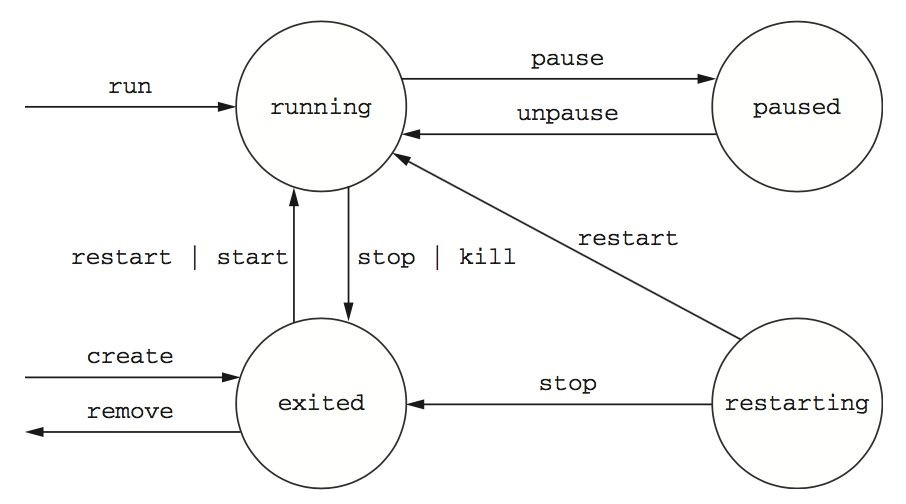 run
running
pause
unpause
paused
restart | start
stop | kill
restart
create
remove
exited
stop
restarting